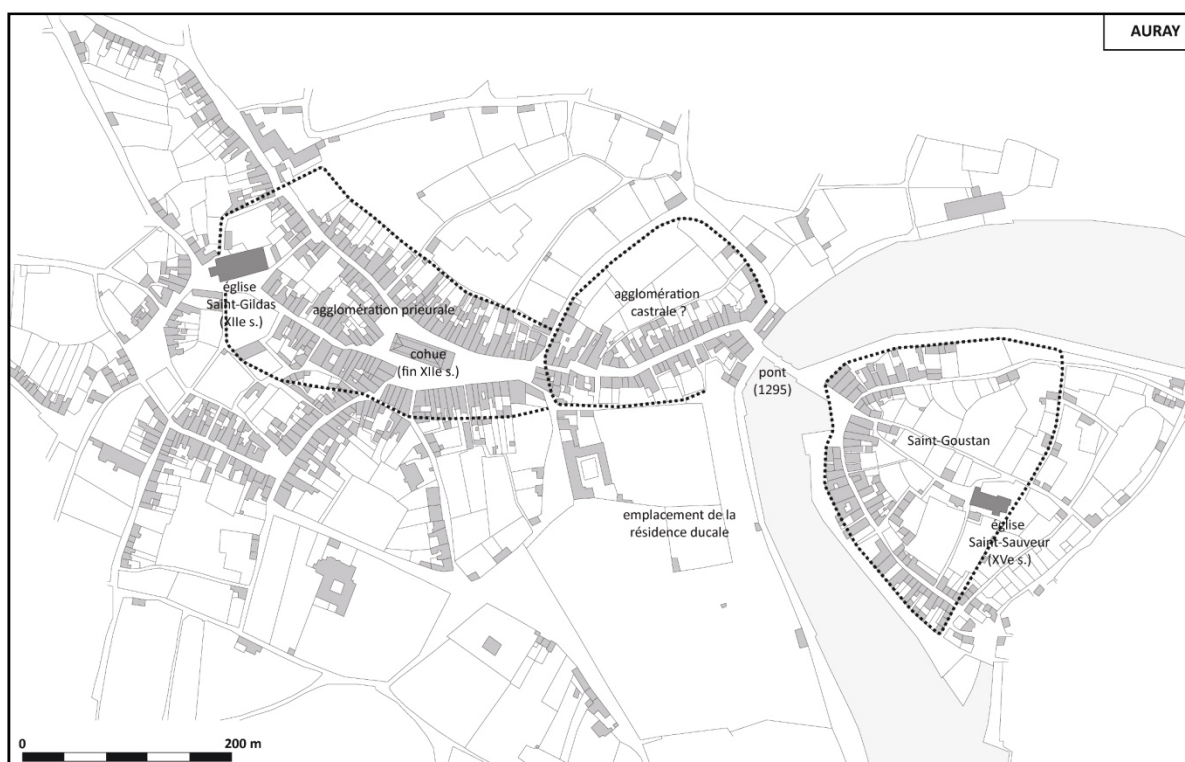 AURAY
église
Saint-Gildas
(XIIe s.)
agglomération prieurale
cohue
(fin XIIe s.)
agglomération
castrale ?
pont
(1295)
Saint-Goustan
emplacement de la
résidence ducale
église
Saint-Sauveur
(XVe s.)
0
200 m